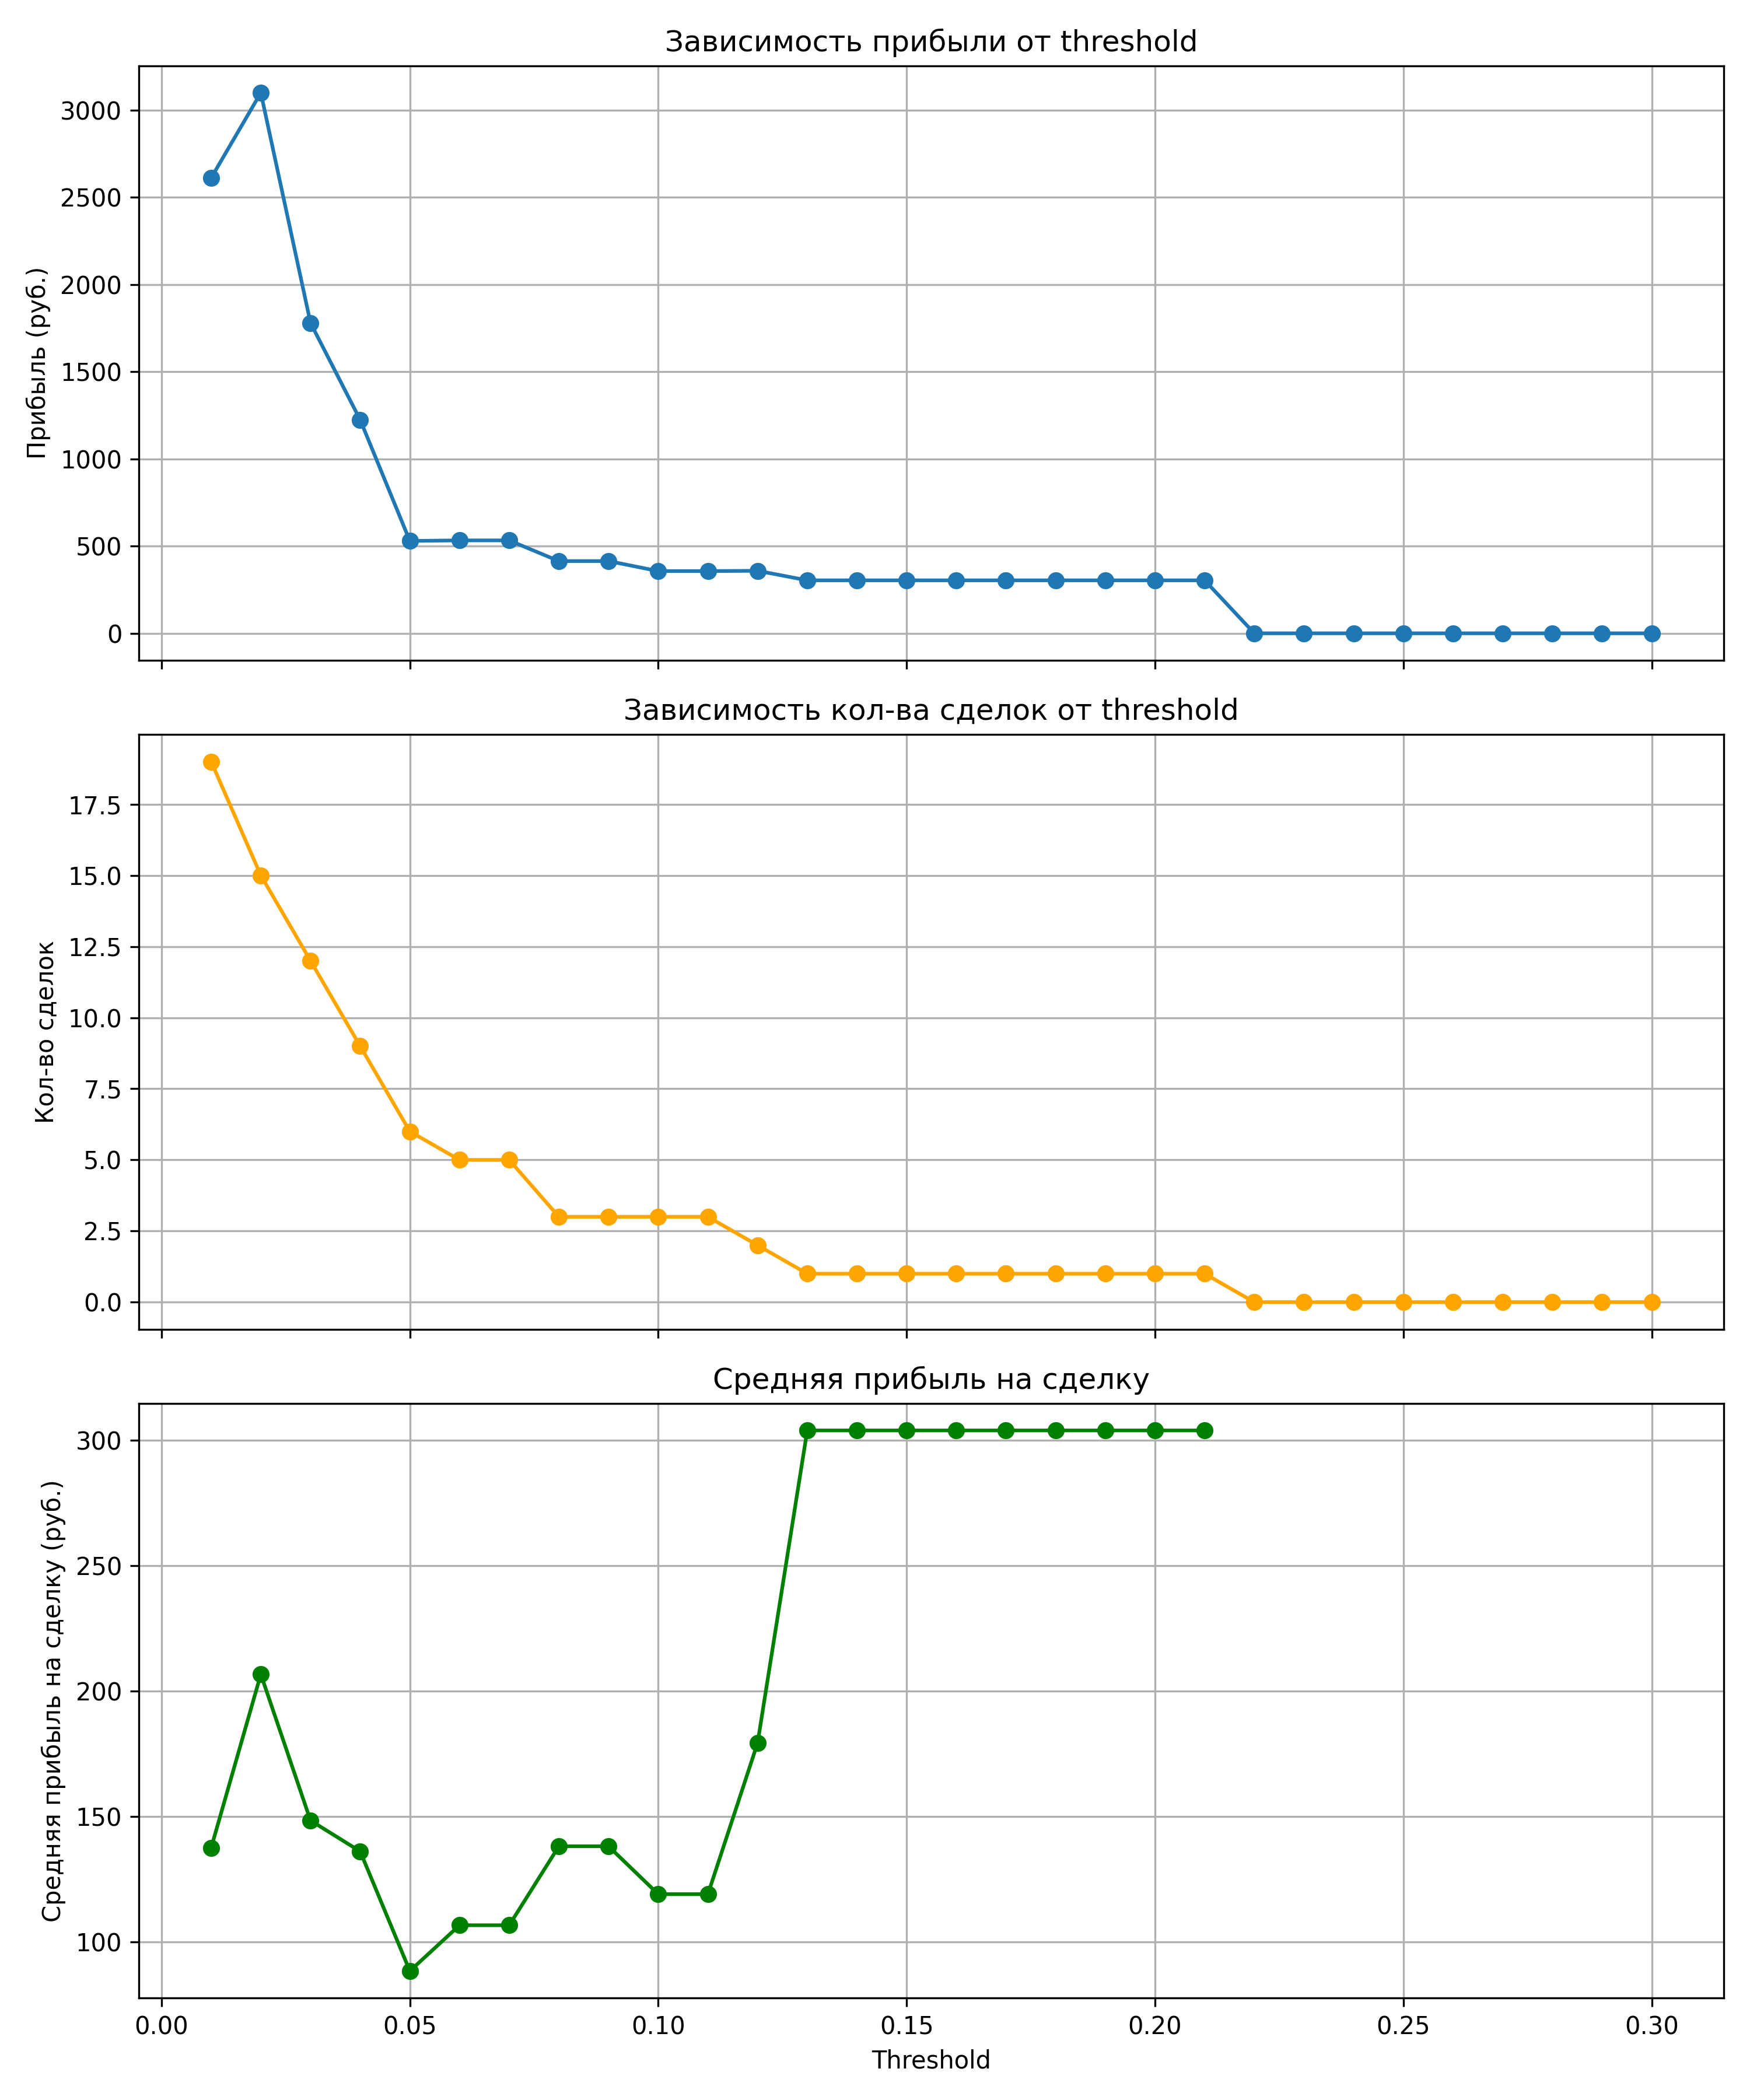 Зависимость прибыли от threshold
3000
2500
2000
1500
1000
500
0
Прибыль (руб.)
Зависимость кол-ва сделок от threshold
17.5
15.0
12.5
10.0
7.5
5.0
2.5
0.0
Кол-во сделок
Средняя прибыль на сделку
300
250
200
150
100
Средняя прибыль на сделку (руб.)
0.00 0.05 0.10 0.15 0.20 0.25 0.30
Threshold